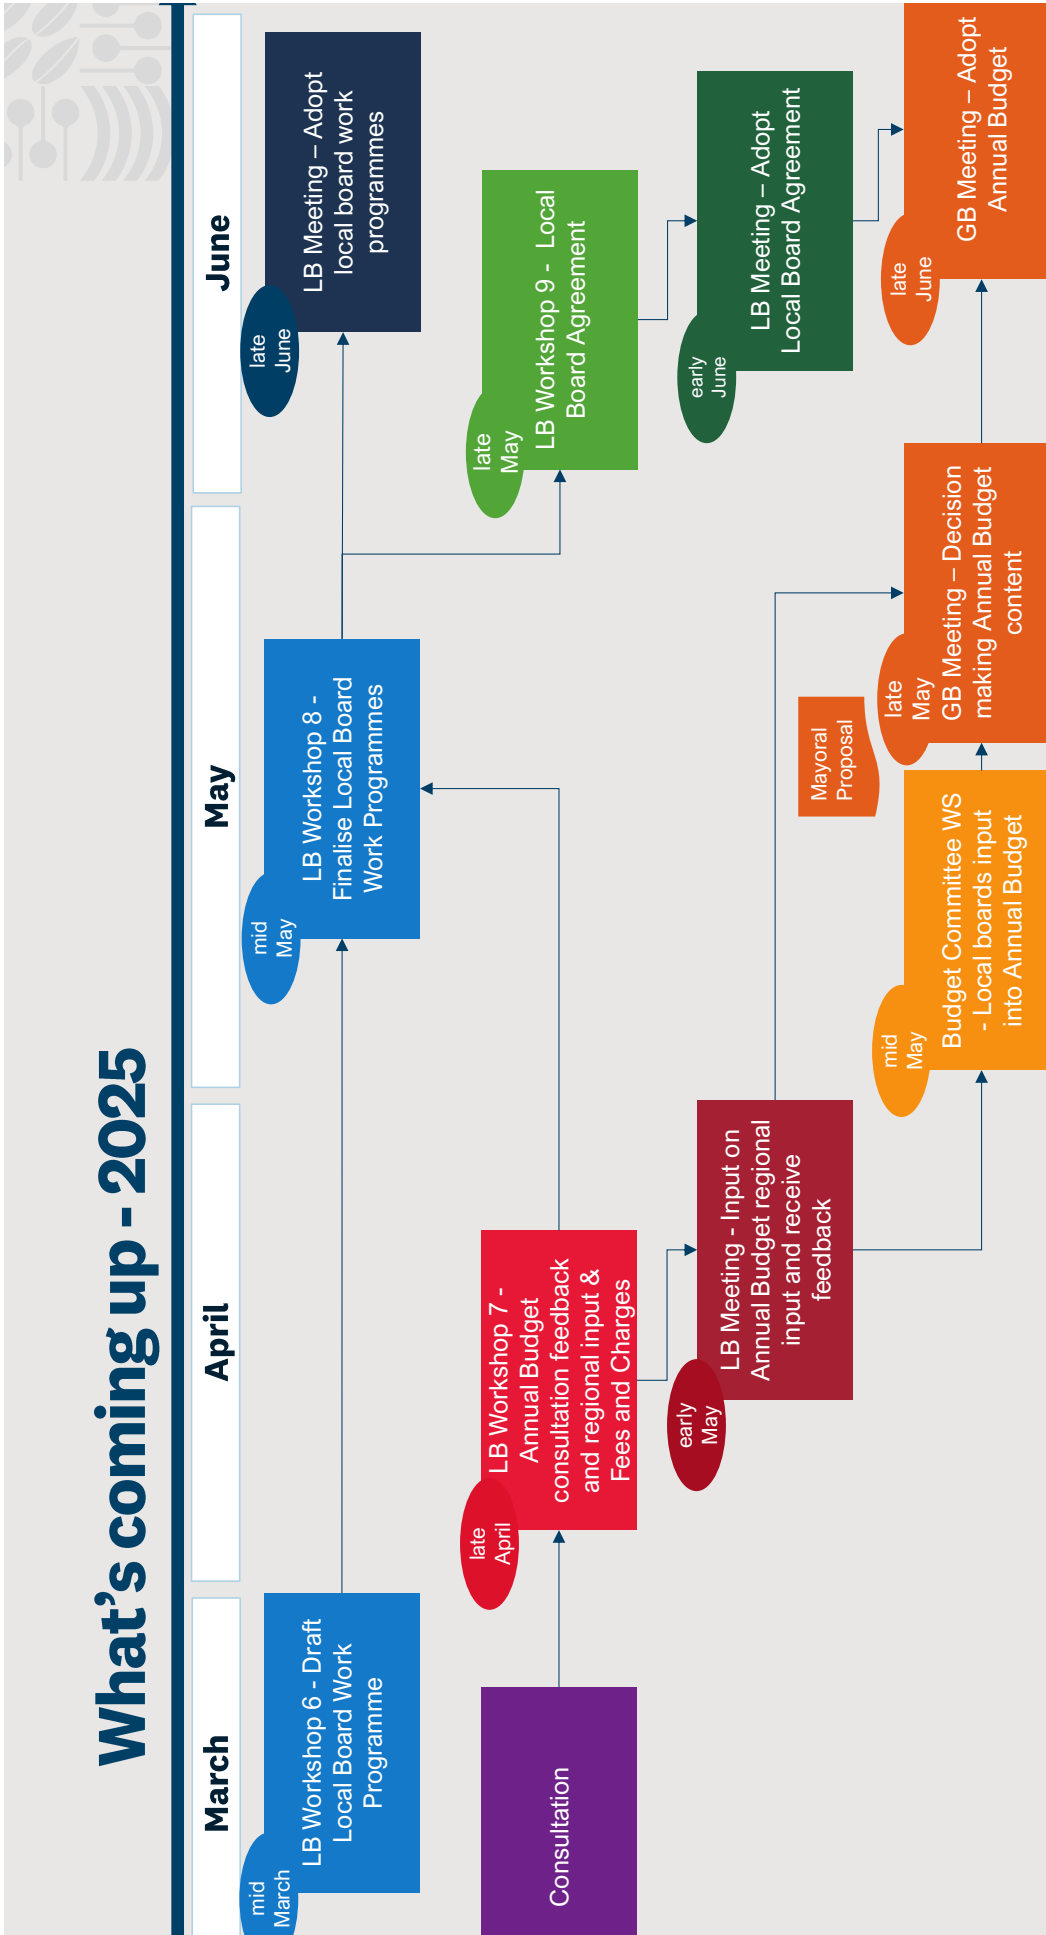 What's coming up - 2025
March
April
May
June
mid
March
LB Workshop 6 - Draft
Local Board Work
Programme
mid
May
LB Workshop 8 -
Finalise Local Board
Work Programmes
late
June
LB Meeting – Adopt
local board work
programmes
Consultation
late
April
LB Workshop 7 -
Annual Budget
consultation feedback
and regional input &
Fees and Charges
late
May
LB Workshop 9 - Local
Board Agreement
early
May
LB Meeting - Input on
Annual Budget regional
input and receive
feedback
early
June
LB Meeting – Adopt
Local Board Agreement
Mayoral
Proposal
mid
May
Budget Committee WS
- Local boards input
into Annual Budget
late
May
GB Meeting – Decision
making Annual Budget
content
late
June
GB Meeting – Adopt
Annual Budget